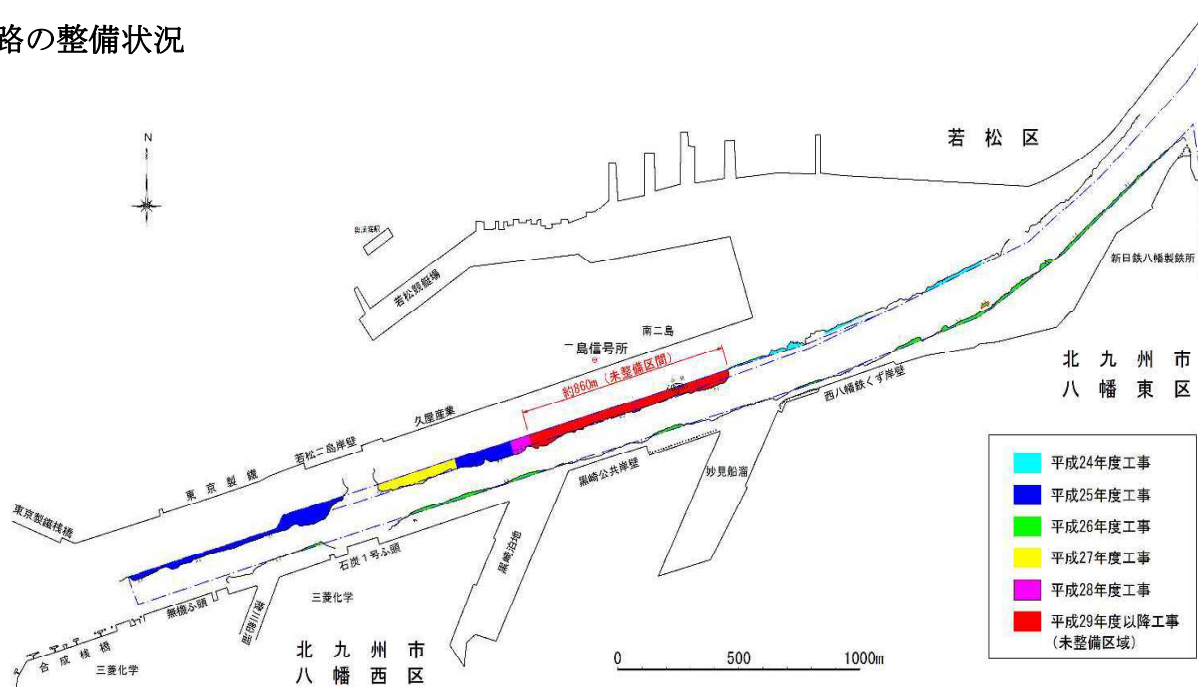 路の整備状況
N
若松区
奥洞海駅
若松競艇場
新日鉄八幡製鉄所
南二島
二島信号所
約860m(未整備区間)
北九州市
八幡東区
西八幡鉄くず岸壁
久屋産業
若松二島岸壁
東京製鐵
東京製鐵桟橋
黒崎公共岸壁
妙見船溜
黒崎泊地
石炭1号ふ頭
三菱化学
無機ふ頭
合成桟橋
三菱化学
北九州市
八幡西区
0 500 1000m
平成24年度工事
平成25年度工事
平成26年度工事
平成27年度工事
平成28年度工事
平成29年度以降工事
(未整備区域)